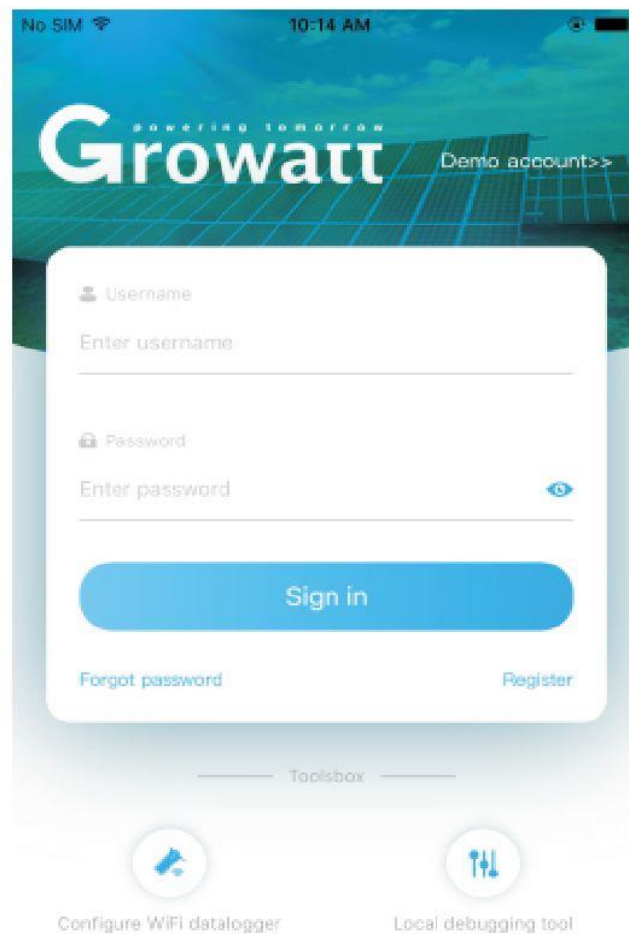 No SIM 10:14 AM
powering tomorrow
Growatt
Demo account>>
Username
Enter username
Password
Enter password
Sign in
Forgot password Register
Toolsbox
Configure WiFi datalogger Local debugging tool